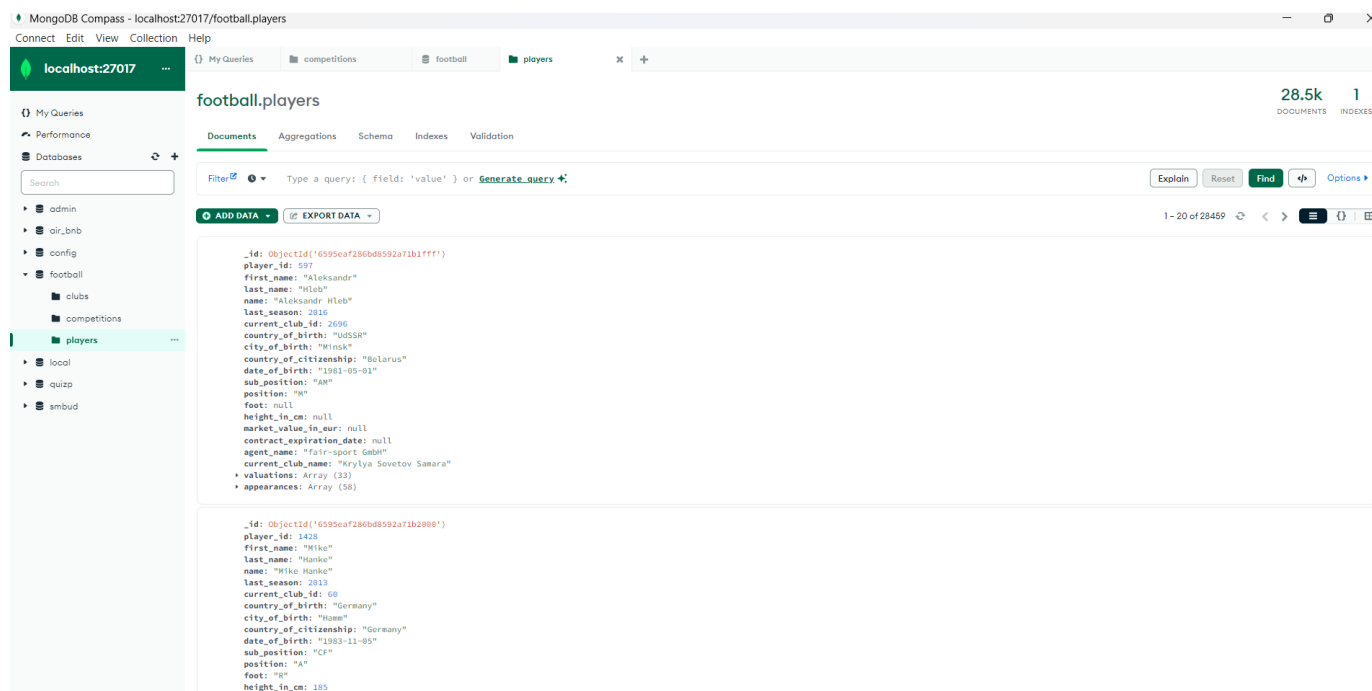 MongoDB Compass - localhost:27017/football.players
Connect Edit View Collection Help
localhost:27017 ...
{} My Queries
competitions
football
players
football.players
28.5k
DOCUMENTS
1
INDEXES
{} My Queries
Performance
Databases
Search
admin
air_bnb
config
football
clubs
competitions
players
local
quizp
smbud
Documents Aggregations Schema Indexes Validation
Filter Type a query: { field: 'value' } or Generate query
Explain Reset Find </> Options
ADD DATA EXPORT DATA
1 – 20 of 28459 {}
_id: ObjectId('6595eaf286bd8592a71b1fff')
player_id: 597
first_name: "Aleksandr"
last_name: "Hleb"
name: "Aleksandr Hleb"
last_season: 2016
current_club_id: 2696
country_of_birth: "UdSSR"
city_of_birth: "Minsk"
country_of_citizenship: "Belarus"
date_of_birth: "1981-05-01"
sub_position: "AM"
position: "M"
foot: null
height_in_cm: null
market_value_in_eur: null
contract_expiration_date: null
agent_name: "fair-sport GmbH"
current_club_name: "Krylya Sovetov Samara"
valuations: Array (33)
appearances: Array (58)
_id: ObjectId('6595eaf286bd8592a71b2000')
player_id: 1428
first_name: "Mike"
last_name: "Hanke"
name: "Mike Hanke"
last_season: 2013
current_club_id: 60
country_of_birth: "Germany"
city_of_birth: "Hamm"
country_of_citizenship: "Germany"
date_of_birth: "1983-11-05"
sub_position: "CF"
position: "A"
foot: "R"
height_in_cm: 185